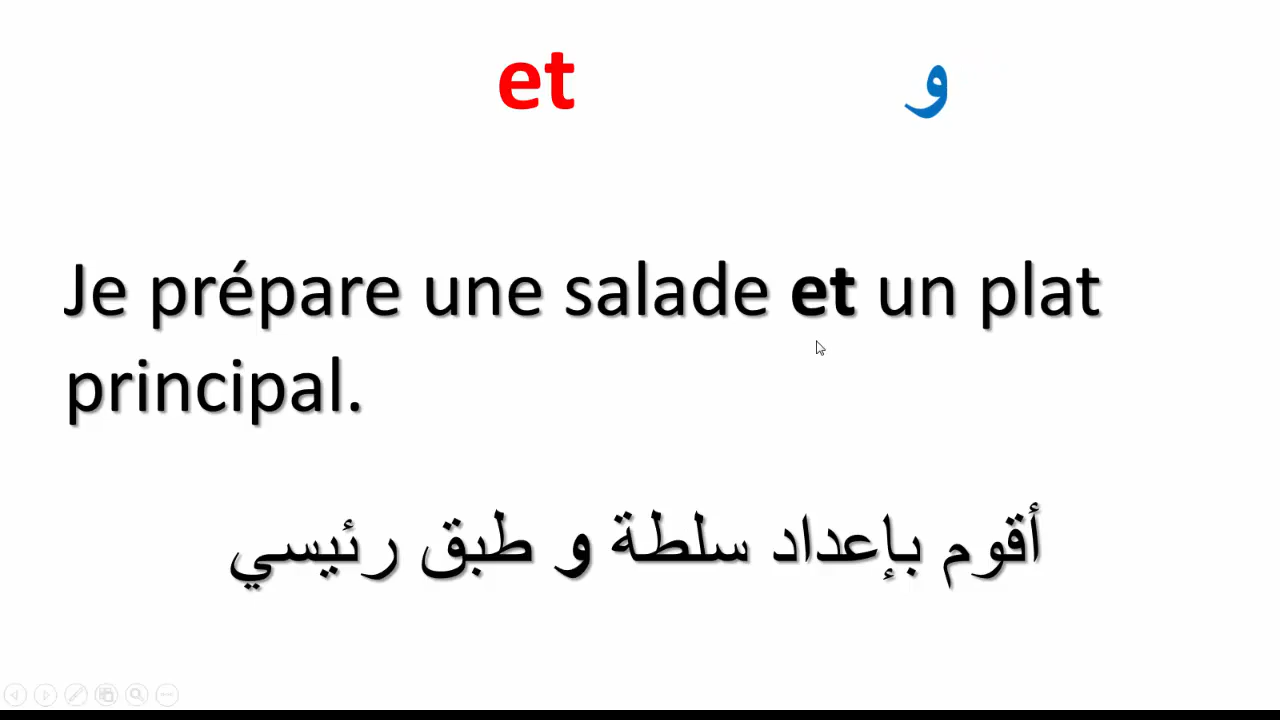 et و
Je prépare une salade et un plat
principal.
أقوم بإعداد سلطة و طبق رئيسي